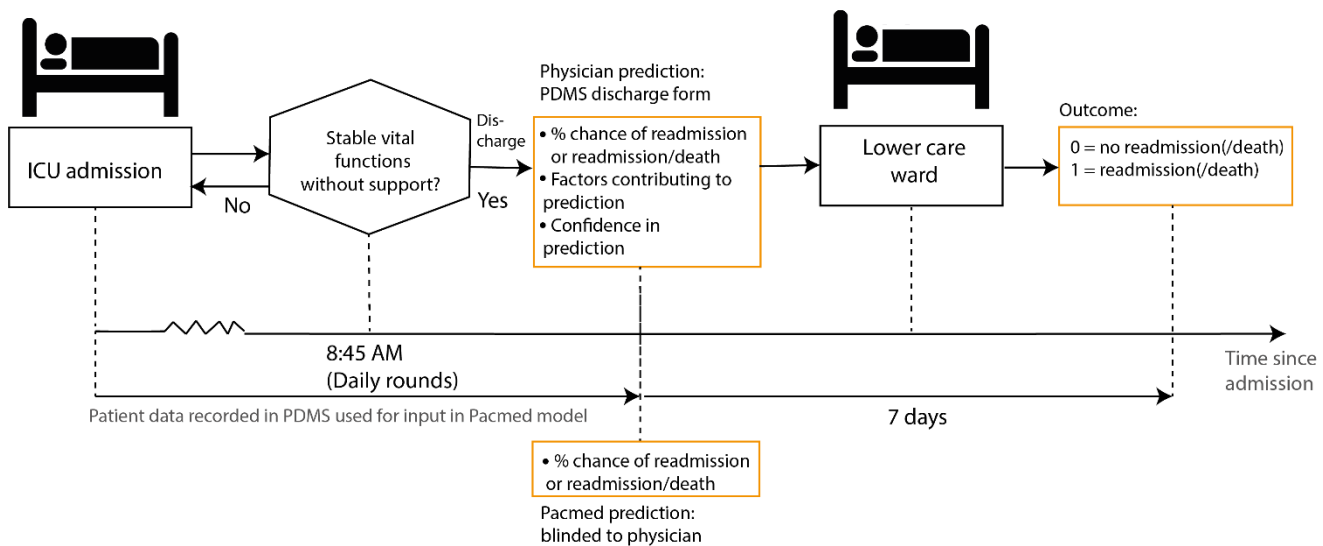 ICU admission
No
Stable vital
functions
without support?
Dis-
charge
Yes
Physician prediction:
PDMS discharge form
• % chance of readmission
or readmission/death
• Factors contributing to
prediction
• Confidence in
prediction
Lower care
ward
Outcome:
0 = no readmission(/death)
1 = readmission(/death)
8:45 AM
(Daily rounds)
Time since
admission
Patient data recorded in PDMS used for input in Pacmed model
7 days
• % chance of readmission
or readmission/death
Pacmed prediction:
blinded to physician